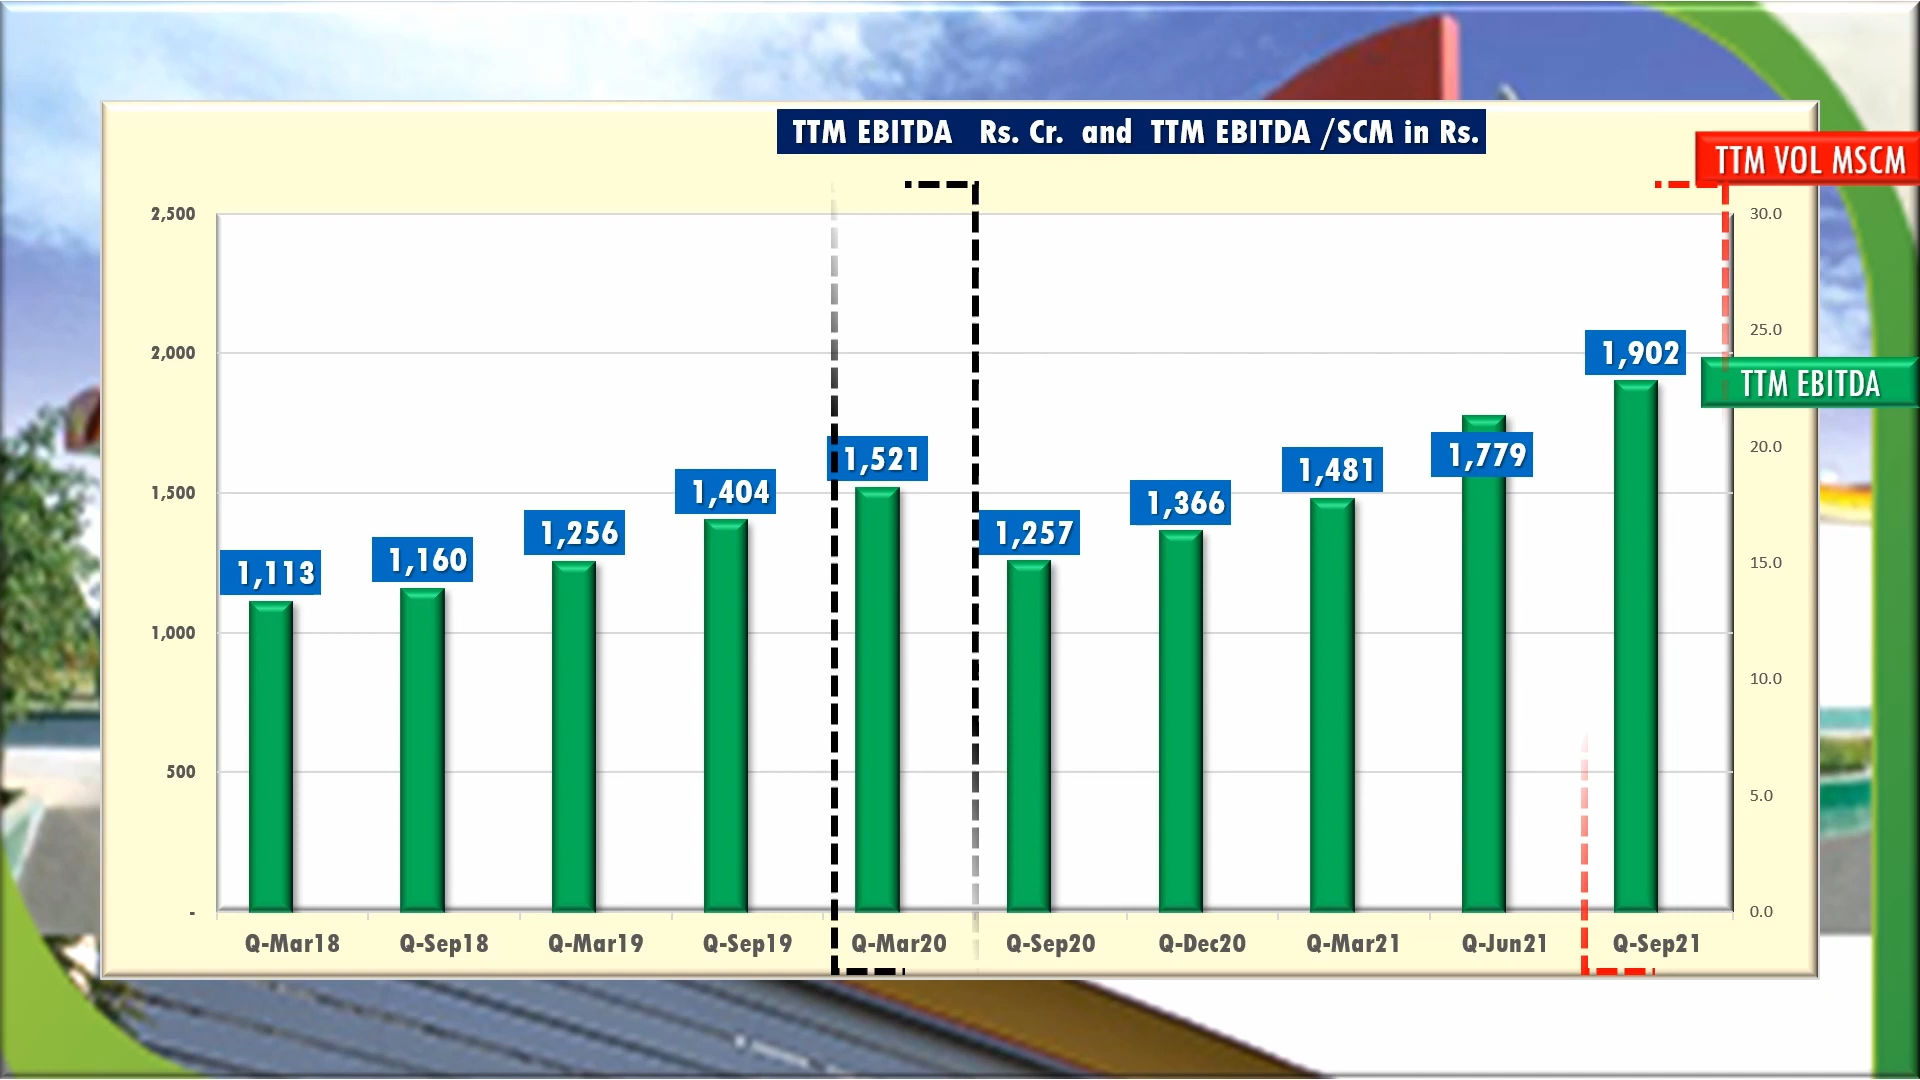 TTM EBITDA Rs. Cr. and TTM EBITDA /SCM in Rs.
TTM VOL MSCM
TTM EBITDA
2,500
2,000
1,500
1,000
500
-
30.0
25.0
20.0
15.0
10.0
5.0
0.0
1,113
1,160
1,256
1,404
1,521
1,257
1,366
1,481
1,779
1,902
Q-Mar18
Q-Sep18
Q-Mar19
Q-Sep19
Q-Mar20
Q-Sep20
Q-Dec20
Q-Mar21
Q-Jun21
Q-Sep21